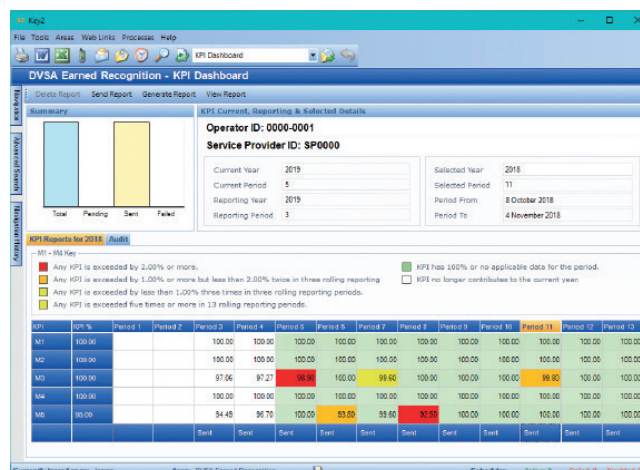 Key2
File Tools Areas Web Links Processes Help
KPI Dashboard
DVSA Earned Recognition - KPI Dashboard
Delete Report Send Report Generate Report View Report
Navigator
Advanced Search
Navigation History
Summary
Total Pending Sent Failed
KPI Current, Reporting & Selected Details
Operator ID: 0000-0001
Service Provider ID: SP0000
Current Year 2019 Selected Year 2018
Current Period 5 Selected Period 11
Reporting Year 2019 Period From 8 October 2018
Reporting Period 3 Period To 4 November 2018
KPI Reports for 2018 Audit
M1 - M4 Key
Any KPI is exceeded by 2.00% or more. KPI has 100% or no applicable data for the period.
Any KPI is exceeded by 1.00% or more but less than 2.00% twice in three rolling reporting KPI no longer contributes to the current year.
Any KPI is exceeded by less than 1.00% three times in three rolling reporting periods.
Any KPI is exceeded five times or more in 13 rolling reporting periods.
KPI KPI % Period 1 Period 2 Period 3 Period 4 Period 5 Period 6 Period 7 Period 8 Period 9 Period 10 Period 11 Period 12 Period 13
M1 100.00 100.00 100.00 100.00 100.00 100.00 100.00 100.00 100.00 100.00 100.00 100.00
M2 100.00 100.00 100.00 100.00 100.00 100.00 100.00 100.00 100.00 100.00 100.00 100.00
M3 100.00 97.06 97.27 100.00 99.60 100.00 100.00 100.00 99.80 100.00 100.00
M4 100.00 100.00 100.00 100.00 100.00 100.00 100.00 100.00 100.00 100.00 100.00 100.00
94.49 96.70 100.00 99.60 100.00 100.00 100.00 100.00 100.00
Sent Sent Sent Sent Sent Sent Sent Sent Sent Sent Sent